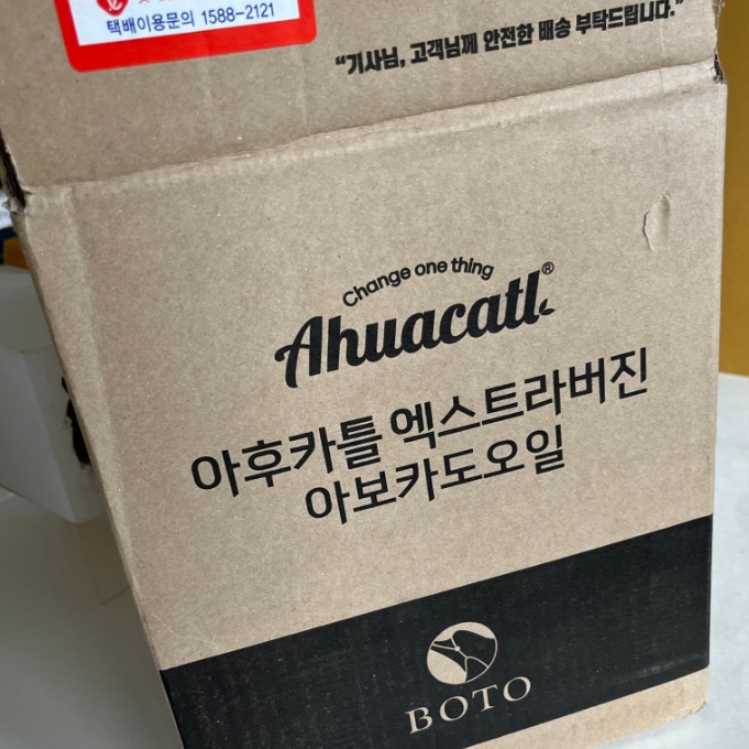 택배이용문의 1588-2121
“기사님, 고객님께 안전한 배송 부탁드립니다.”
Change one thing
Ahuacatl®
아후카틀 엑스트라버진
아보카도오일
BOTO